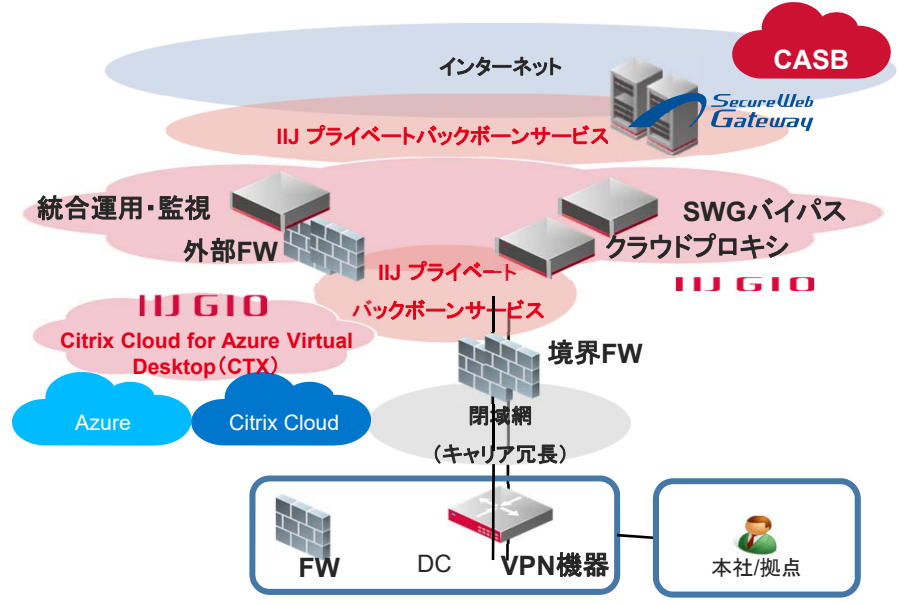 CASB
インターネット
SecureWeb
Gateway
IIJ プライベートバックボーンサービス
統合運用・監視
SWGバイパス
外部FW
クラウドプロキシ
IIJ プライベート
バックボーンサービス
IIJ GIO
IIJ GIO
Citrix Cloud for Azure Virtual
Desktop（CTX）
境界FW
Azure
Citrix Cloud
閉域網
（キャリア冗長）
FW
DC
VPN機器
本社/拠点